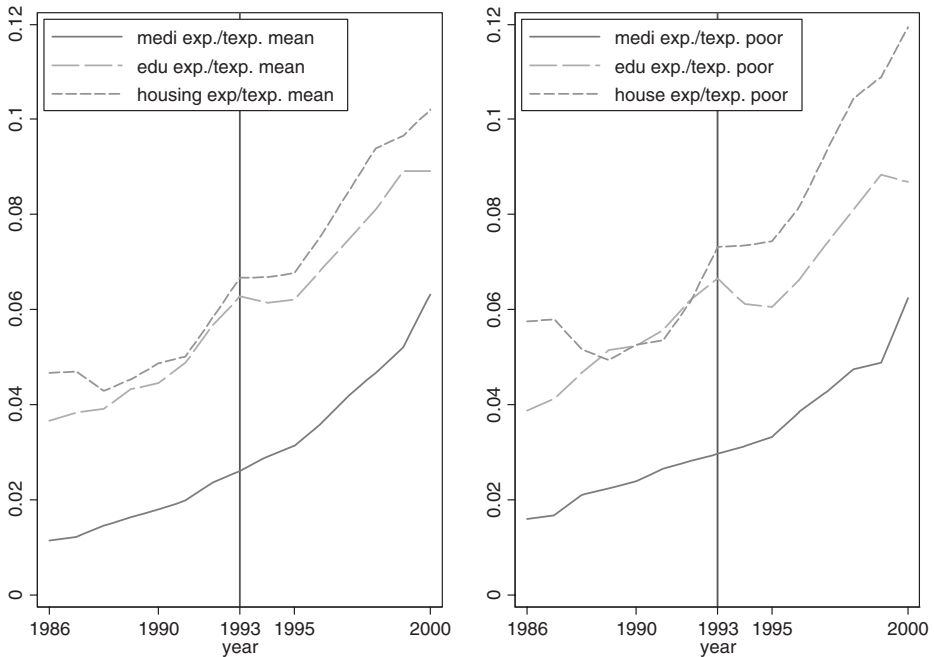 0.12
0.1
0.08
0.06
0.04
0.02
0
medi exp./texp. mean
edu exp./texp. mean
housing exp/texp. mean
1986 1990 1993 1995 2000
year
0.12
0.1
0.08
0.06
0.04
0.02
0
medi exp./texp. poor
edu exp./texp. poor
house exp/texp. poor
1986 1990 1993 1995 2000
year